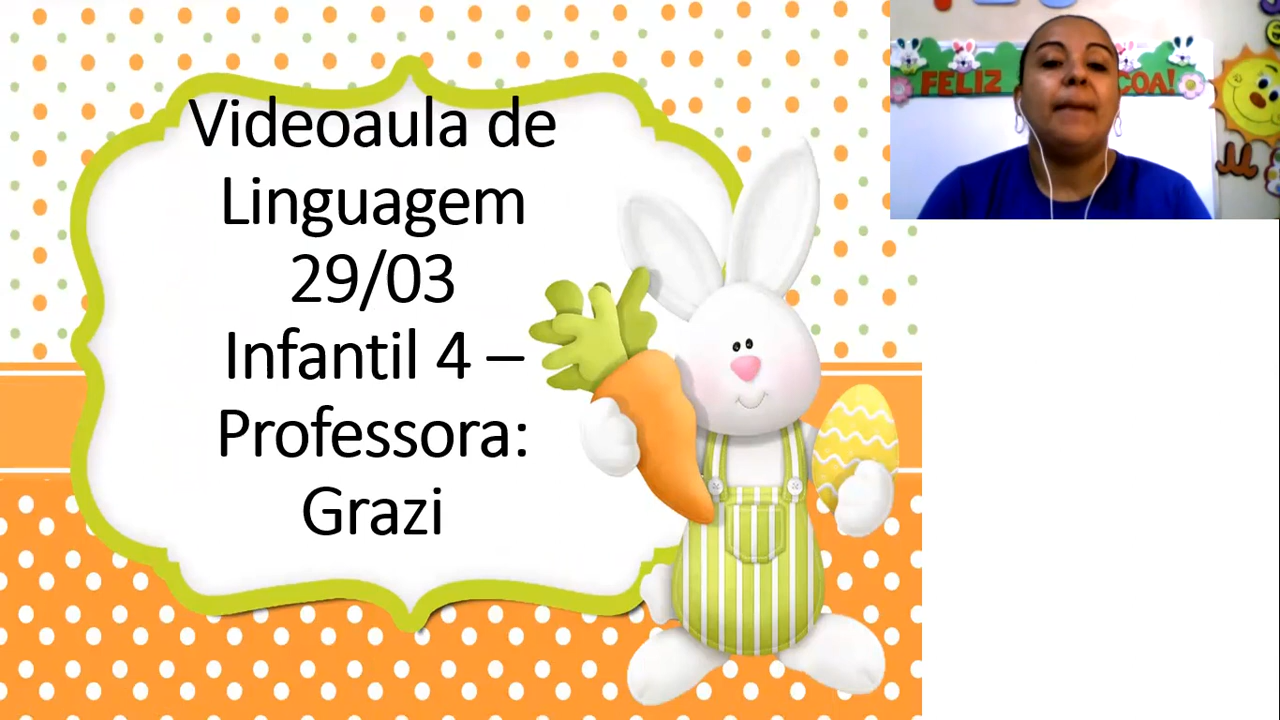 Videoaula de
Linguagem
29/03
Infantil 4 –
Professora:
Grazi
FELIZ COA!